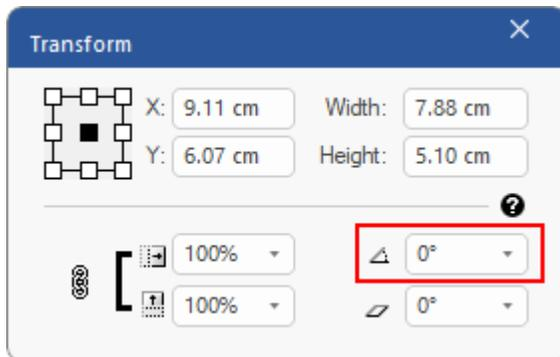 Transform
X: 9.11 cm Width: 7.88 cm
Y: 6.07 cm Height: 5.10 cm
?
100% 0°
100% 0°